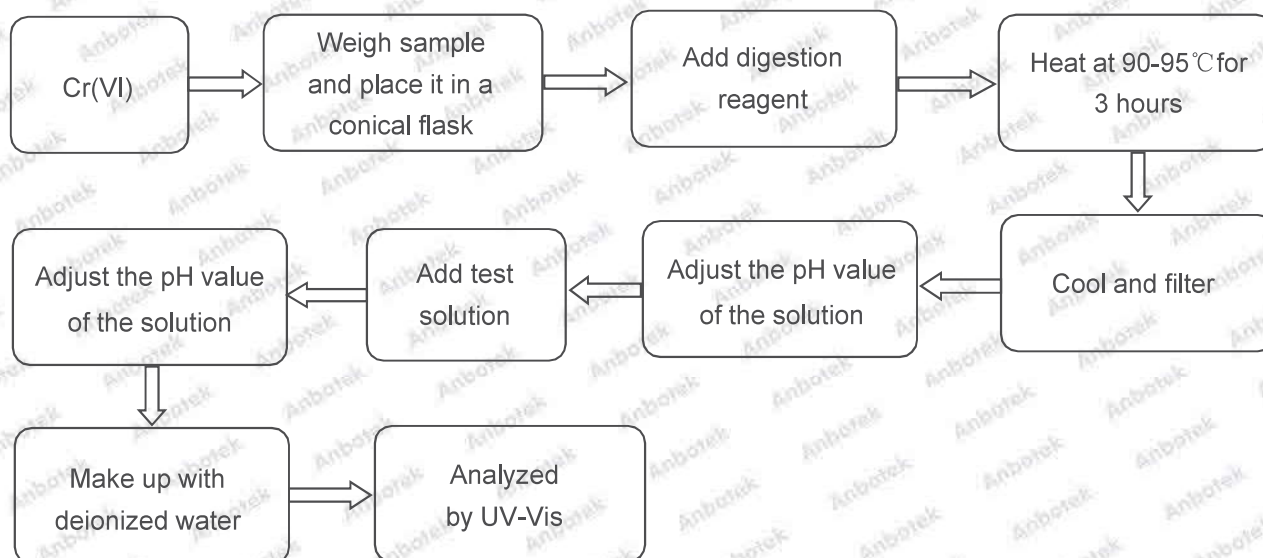 Cr(VI)
Weigh sample
and place it in a
conical flask
Add digestion
reagent
Heat at 90-95℃ for
3 hours
Cool and filter
Adjust the pH value
of the solution
Add test
solution
Adjust the pH value
of the solution
Make up with
deionized water
Analyzed
by UV-Vis
Anbotek